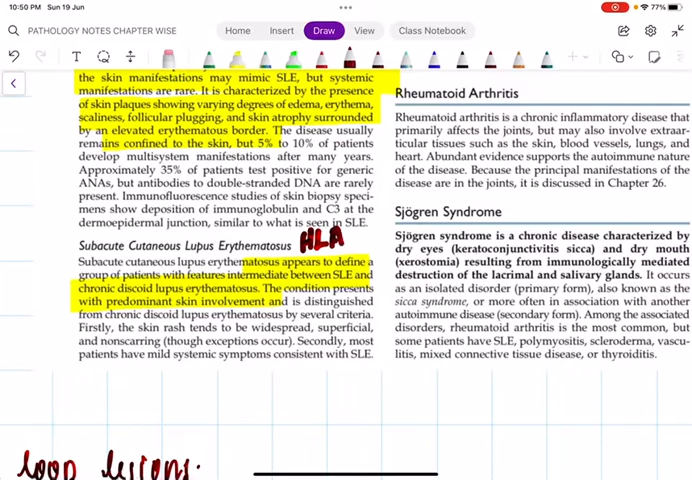 10:50 PM Sun 19 Jun
77%
PATHOLOGY NOTES CHAPTER WISE
Home
Insert
Draw
View
Class Notebook
the skin manifestations may mimic SLE, but systemic
manifestations are rare. It is characterized by the presence
of skin plaques showing varying degrees of edema, erythema,
scaliness, follicular plugging, and skin atrophy surrounded
by an elevated erythematous border. The disease usually
remains confined to the skin, but 5% to 10% of patients
develop multisystem manifestations after many years.
Approximately 35% of patients test positive for generic
ANAs, but antibodies to double-stranded DNA are rarely
present. Immunofluorescence studies of skin biopsy speci-
mens show deposition of immunoglobulin and C3 at the
dermoepidermal junction, similar to what is seen in SLE.
HLA
Subacute Cutaneous Lupus Erythematosus
Subacute cutaneous lupus erythematosus appears to define a
group of patients with features intermediate between SLE and
chronic discoid lupus erythematosus. The condition presents
with predominant skin involvement and is distinguished
from chronic discoid lupus erythematosus by several criteria.
Firstly, the skin rash tends to be widespread, superficial,
and nonscarring (though exceptions occur). Secondly, most
patients have mild systemic symptoms consistent with SLE.
Rheumatoid Arthritis
Rheumatoid arthritis is a chronic inflammatory disease that
primarily affects the joints, but may also involve extraar-
ticular tissues such as the skin, blood vessels, lungs, and
heart. Abundant evidence supports the autoimmune nature
of the disease. Because the principal manifestations of the
disease are in the joints, it is discussed in Chapter 26.
Sjögren Syndrome
Sjögren syndrome is a chronic disease characterized by
dry eyes (keratoconjunctivitis sicca) and dry mouth
(xerostomia) resulting from immunologically mediated
destruction of the lacrimal and salivary glands. It occurs
as an isolated disorder (primary form), also known as the
sicca syndrome, or more often in association with another
autoimmune disease (secondary form). Among the associated
disorders, rheumatoid arthritis is the most common, but
some patients have SLE, polymyositis, scleroderma, vascu-
litis, mixed connective tissue disease, or thyroiditis.
loop lesions.